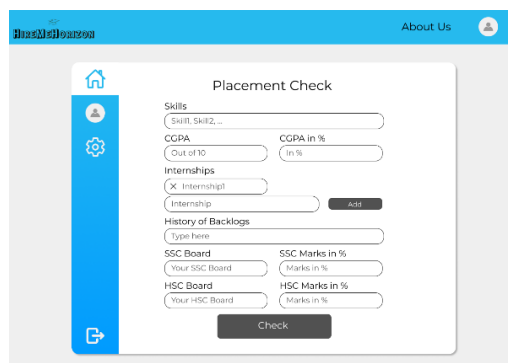 HireMeHorizon
About Us
Placement Check
Skills
Skill1, Skill2, ...
CGPA CGPA in %
Out of 10 In %
Internships
✕ Internship1
Internship Add
History of Backlogs
Type here
SSC Board SSC Marks in %
Your SSC Board Marks in %
HSC Board HSC Marks in %
Your HSC Board Marks in %
Check